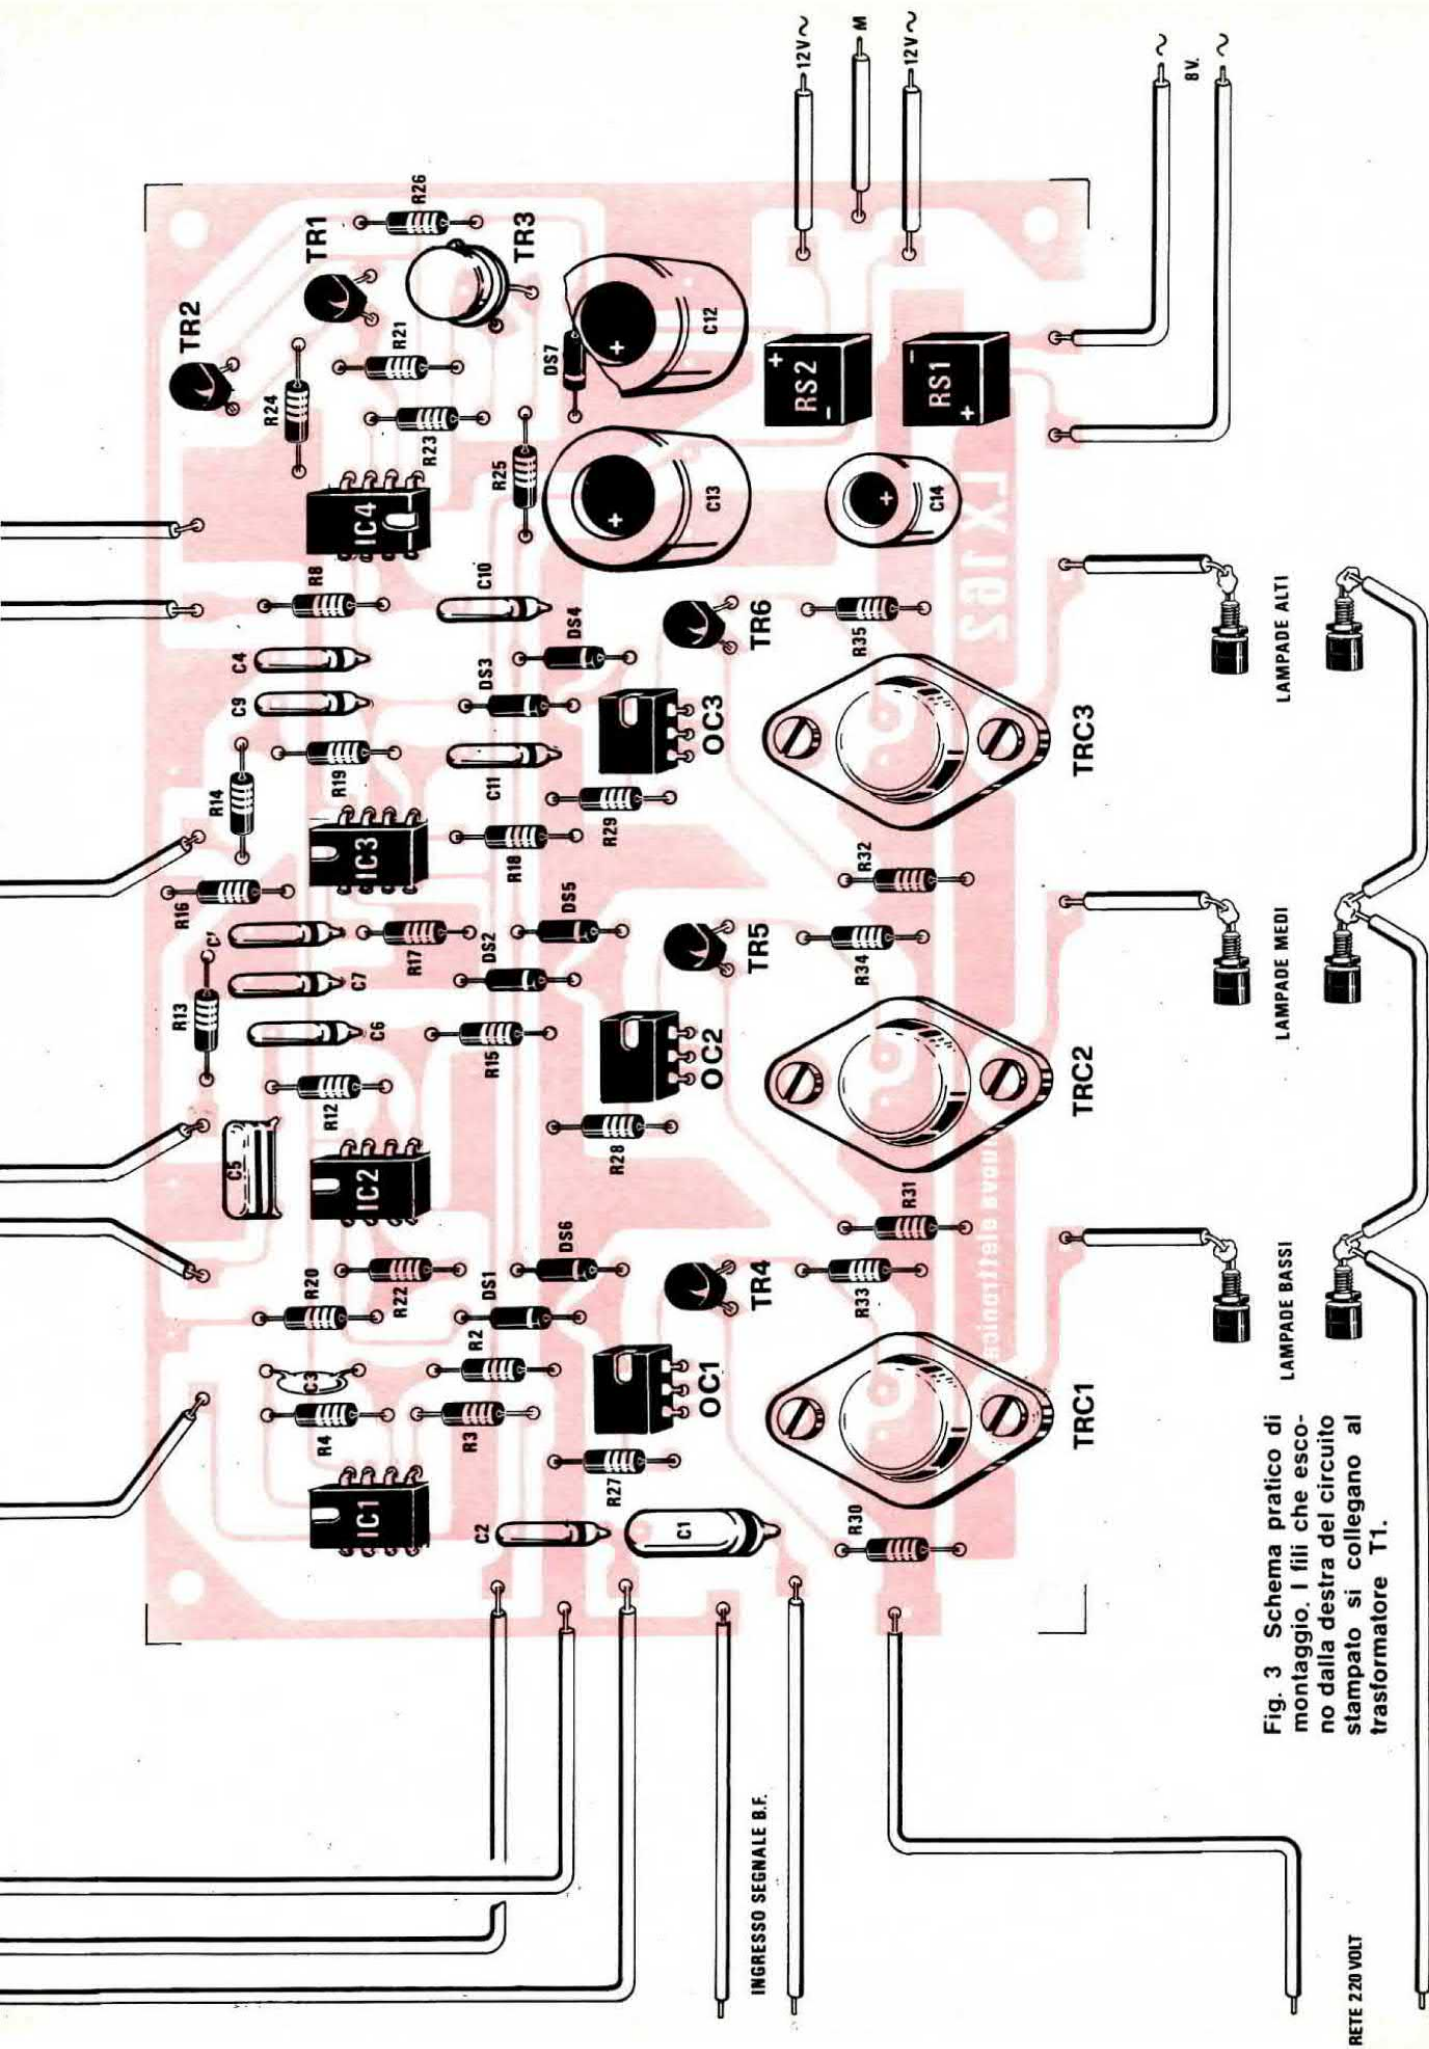 R16
R13
TR2
R14
C5
C9
C4
R24
R20
R8
TR1
C3
R4
R12
R19
C7
C6
IC1
IC2
IC3
IC4
R22
R17
R21
R26
R3
R2
R23
C2
DS1
R15
DS2
DS3
C10
C11
R18
R25
TR3
DS6
DS5
DS4
DS7
R27
R28
R29
C1
OC1
OC2
OC3
C13
C12
TR4
TR5
TR6
INGRESSO SEGNALE B.F.
12V~
M
12V~
RS2
- +
RS1
+ -
R30
R33
R34
R35
R31
R32
C14
LX 162
nuova elettronica
TRC1
TRC2
TRC3
8V.
~
~
LAMPADE BASSI
LAMPADE MEDI
LAMPADE ALTI
Fig. 3 Schema pratico di
montaggio. I fili che esco-
no dalla destra del circuito
stampato si collegano al
trasformatore T1.
RETE 220 VOLT